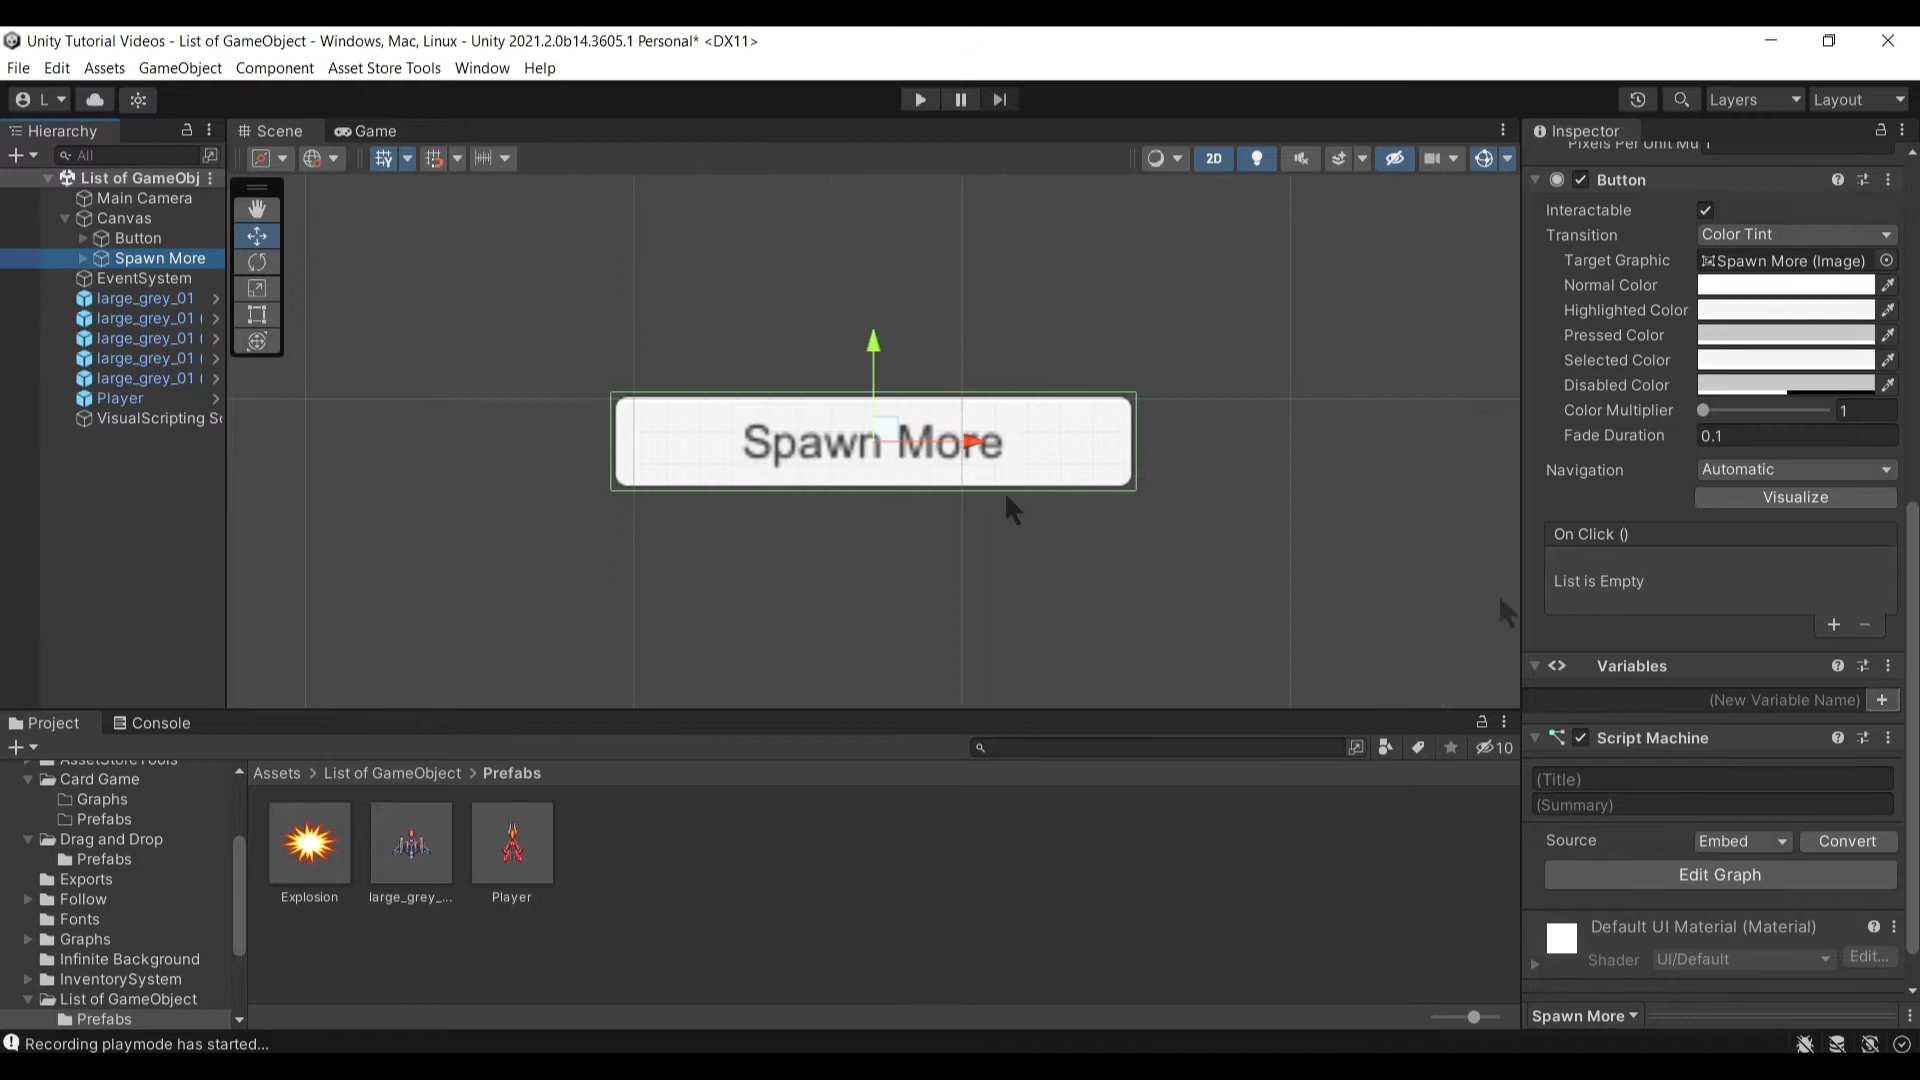 Unity Tutorial Videos - List of GameObject - Windows, Mac, Linux - Unity 2021.2.0b14.3605.1 Personal* <DX11>
File Edit Assets GameObject Component Asset Store Tools Window Help
L Layers Layout
Hierarchy
All
List of GameObj
Main Camera
Canvas
Button
Spawn More
EventSystem
large_grey_01
large_grey_01 (
large_grey_01 (
large_grey_01 (
large_grey_01 (
Player
VisualScripting Sc
Scene Game
2D
Spawn More
Inspector
Pixels Per Unit Mu 1
Button
Interactable
Transition Color Tint
Target Graphic Spawn More (Image)
Normal Color
Highlighted Color
Pressed Color
Selected Color
Disabled Color
Color Multiplier 1
Fade Duration 0.1
Navigation Automatic
Visualize
On Click ()
List is Empty
Variables
(New Variable Name)
Script Machine
(Title)
(Summary)
Source Embed Convert
Edit Graph
Default UI Material (Material)
Shader UI/Default Edit...
Spawn More
Project Console
10
AssetStoreTools
Card Game
Graphs
Prefabs
Drag and Drop
Prefabs
Exports
Follow
Fonts
Graphs
Infinite Background
InventorySystem
List of GameObject
Prefabs
Assets > List of GameObject > Prefabs
Explosion large_grey_... Player
Recording playmode has started...